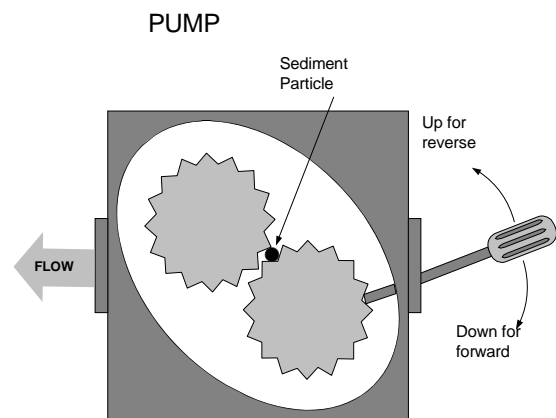 PUMP
Sediment
Particle
Up for
reverse
FLOW
Down for
forward